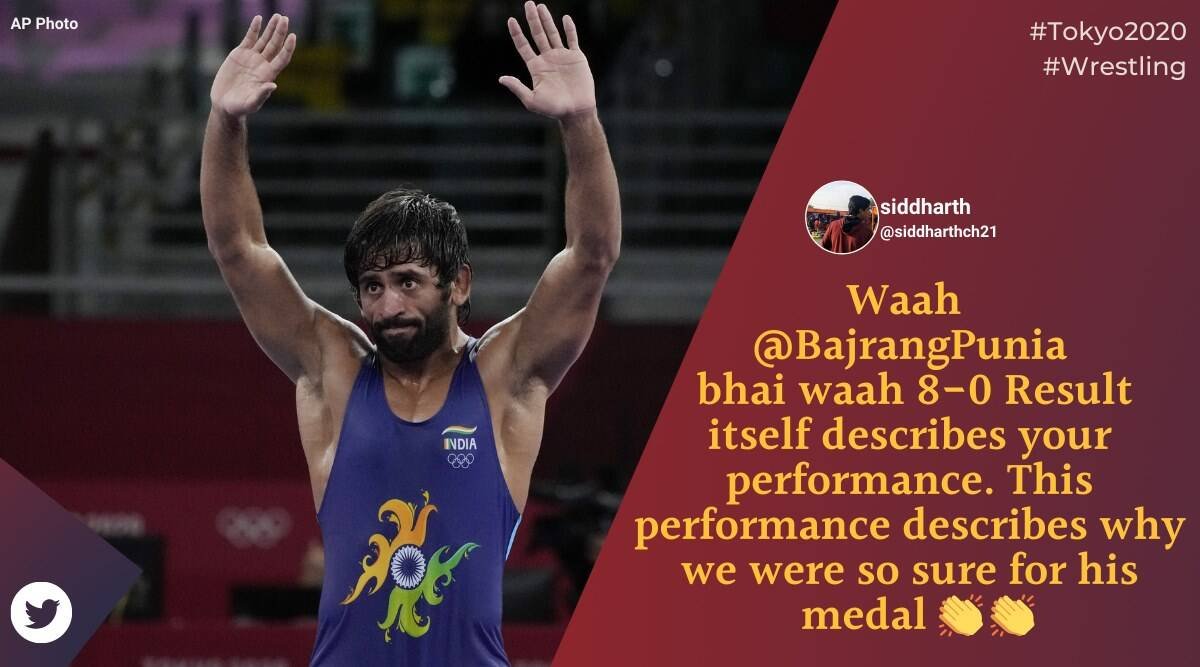 AP Photo
#Tokyo2020
#Wrestling
siddharth
@siddharthch21
Waah
@BajrangPunia
bhai waah 8-0 Result
itself describes your
performance. This
performance describes why
we were so sure for his
medal 👏👏
INDIA